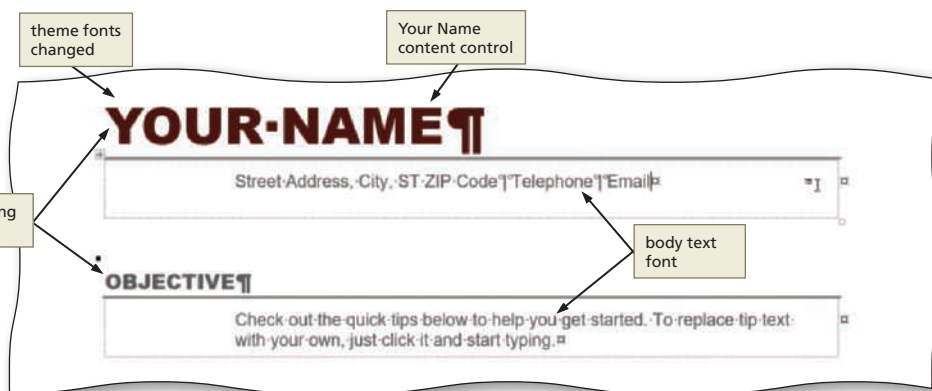 theme fonts
changed
Your Name
content control
YOUR·NAME¶
Street·Address,·City,·ST·ZIP·Code°|°Telephone°|°Email¤
ng
body text
font
OBJECTIVE¶
Check·out·the·quick·tips·below·to·help·you·get·started.·To·replace·tip·text·
with·your·own,·just·click·it·and·start·typing.¤